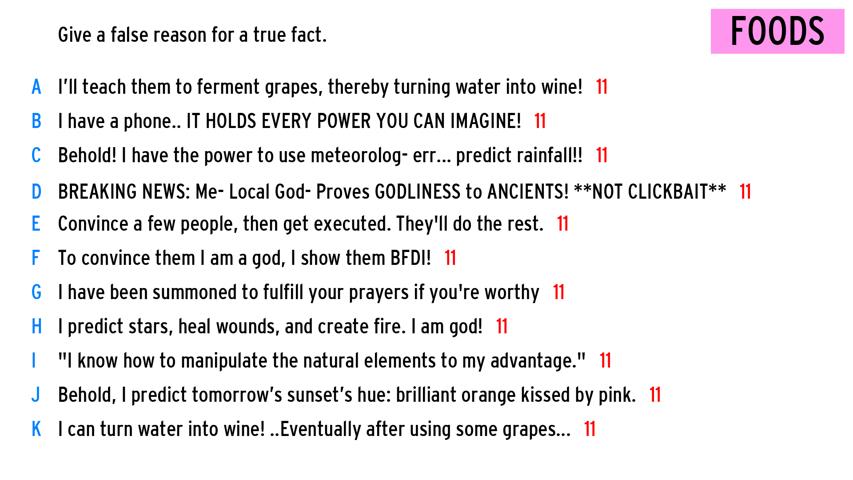 Give a false reason for a true fact.
FOODS
A I'll teach them to ferment grapes, thereby turning water into wine! 11
B I have a phone.. IT HOLDS EVERY POWER YOU CAN IMAGINE! 11
C Behold! I have the power to use meteorolog- err... predict rainfall!! 11
D BREAKING NEWS: Me- Local God- Proves GODLINESS to ANCIENTS! **NOT CLICKBAIT** 11
E Convince a few people, then get executed. They'll do the rest. 11
F To convince them I am a god, I show them BFDI! 11
G I have been summoned to fulfill your prayers if you're worthy 11
H I predict stars, heal wounds, and create fire. I am god! 11
I "I know how to manipulate the natural elements to my advantage." 11
J Behold, I predict tomorrow's sunset's hue: brilliant orange kissed by pink. 11
K I can turn water into wine! ..Eventually after using some grapes... 11